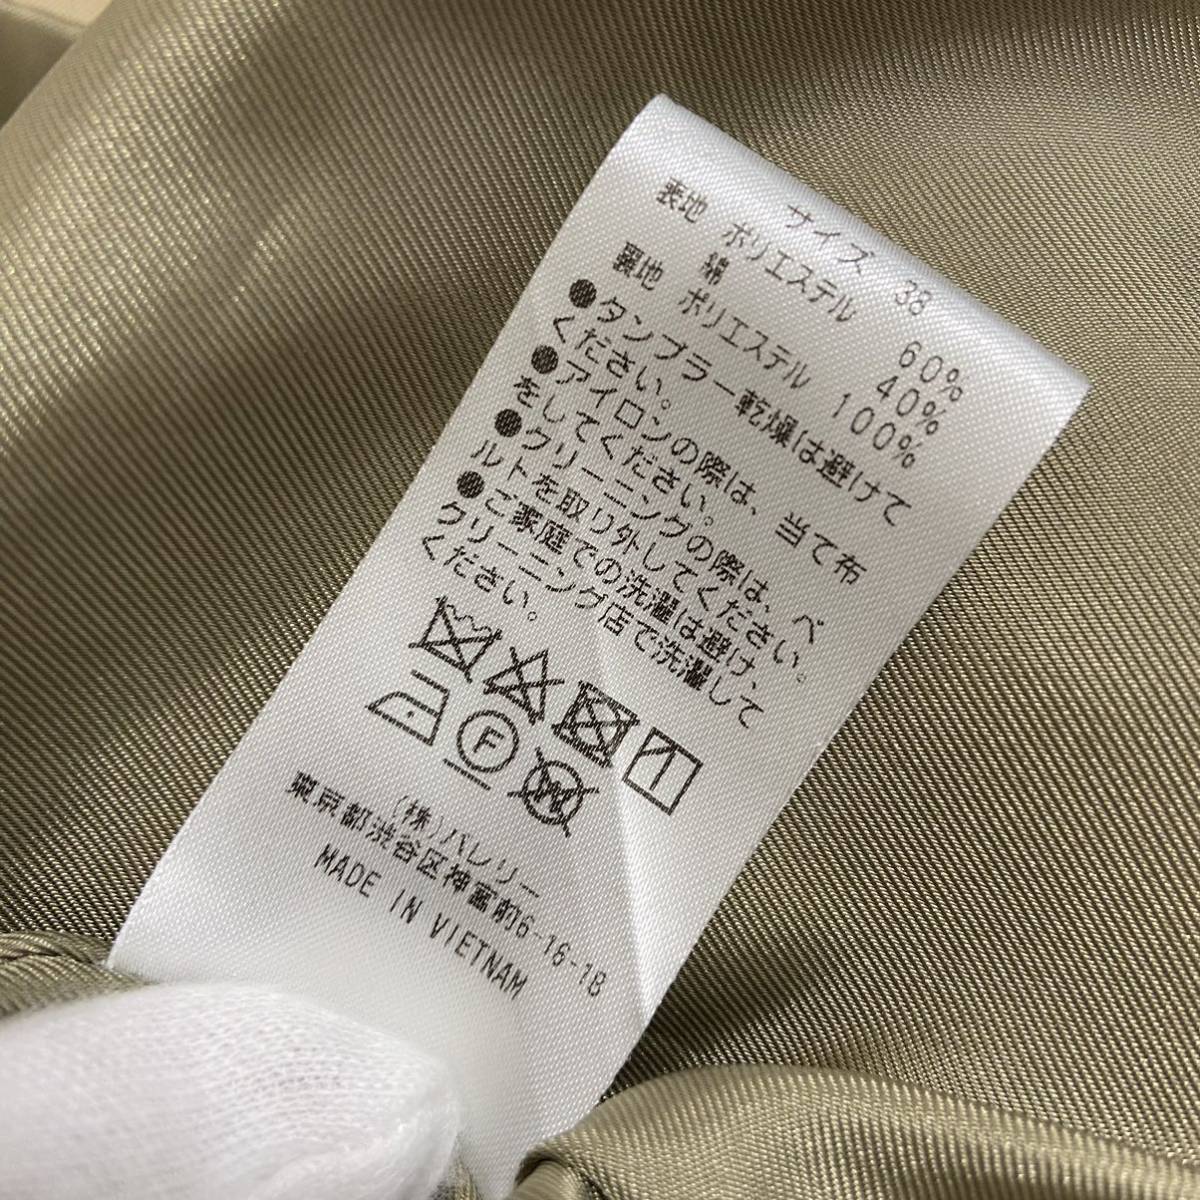 サイズ 38
表地 ポリエステル 60%
綿 40%
裏地 ポリエステル 100%
●タンブラー乾燥は避けて
ください。
●アイロンの際は、当て布
をしてください。
●クリーニングの際は、ベ
ルトを取り外してください。
●ご家庭での洗濯は避け、
クリーニング店で洗濯して
ください。
F
W
(株)バレリー
東京都渋谷区神宮前6-16-18
MADE IN VIETNAM